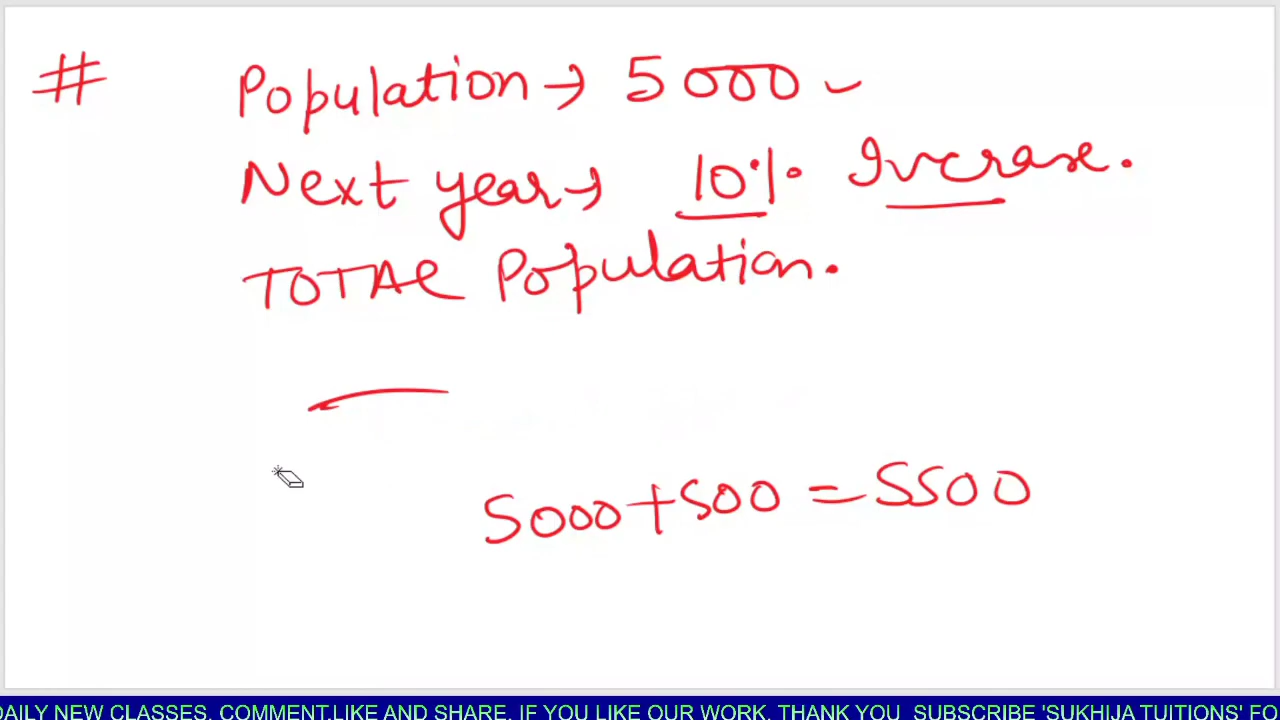 # Population → 5000
Next year → 10% Increase.
TOTAL Population.
5000+500 = 5500
DAILY NEW CLASSES. COMMENT,LIKE AND SHARE. IF YOU LIKE OUR WORK. THANK YOU SUBSCRIBE 'SUKHIJA TUITIONS' FO